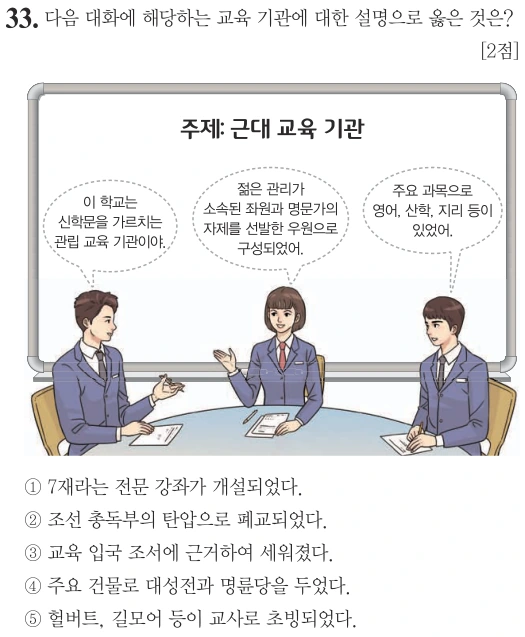 33. 다음 대화에 해당하는 교육 기관에 대한 설명으로 옳은 것은?
[2점]
주제: 근대 교육 기관
이 학교는
신학문을 가르치는
관립 교육 기관이야.
젊은 관리가
소속된 좌원과 명문가의
자제를 선발한 우원으로
구성되었어.
주요 과목으로
영어, 산학, 지리 등이
있었어.
① 7재라는 전문 강좌가 개설되었다.
② 조선 총독부의 탄압으로 폐교되었다.
③ 교육 입국 조서에 근거하여 세워졌다.
④ 주요 건물로 대성전과 명륜당을 두었다.
⑤ 헐버트, 길모어 등이 교사로 초빙되었다.